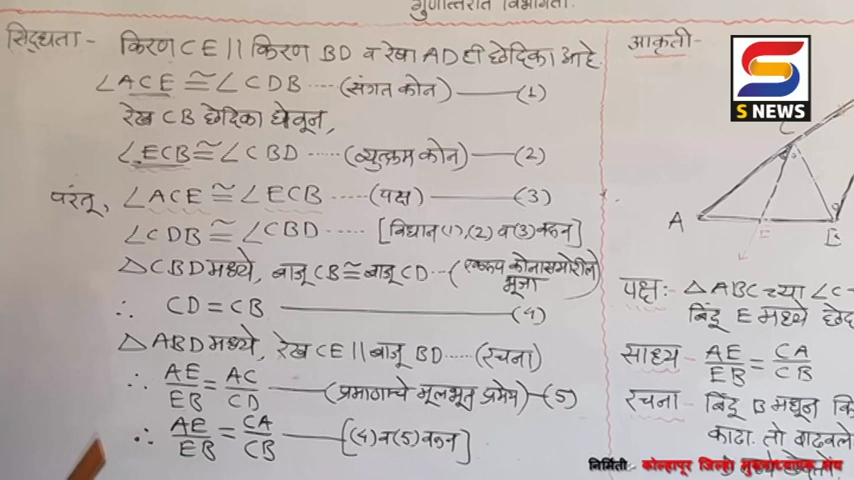 गुणोत्तरात विभागतो.
सिद्धता - किरण CE || किरण BD व रेषा AD ही छेदिका आहे.
∠ACE ≅ ∠CDB ---- (संगत कोन) —— (1)
रेख CB छेदिका घेवून,
∠ECB ≅ ∠CBD ----- (व्युत्क्रम कोन) —— (2)
परंतू, ∠ACE ≅ ∠ECB ----- (पक्ष) —— (3)
∠CDB ≅ ∠CBD ---- [विधान (1), (2) व (3) वरून]
△CBD मध्ये, बाजू CB ≅ बाजू CD -- (एकरूप कोनासमोरील भूजा)
∴ CD = CB —— (4)
△ABD मध्ये, रेख CE || बाजू BD ----- (रचना)
∴ AE/EB = AC/CD —— (प्रमाणाचे मूलभूत प्रमेय) — (5)
∴ AE/EB = CA/CB —— [(4) व (5) वरून]
आकृती -
S NEWS
C
A
E
B
पक्ष :- △ABC च्या ∠C
बिंदू E मध्ये
साध्य - AE/EB = CA/CB
रचना - बिंदू B मधून
काढा. तो वाढवलेल
निर्मिती - कोल्हापूर जिल्हा मुख्याध्यापक संघ